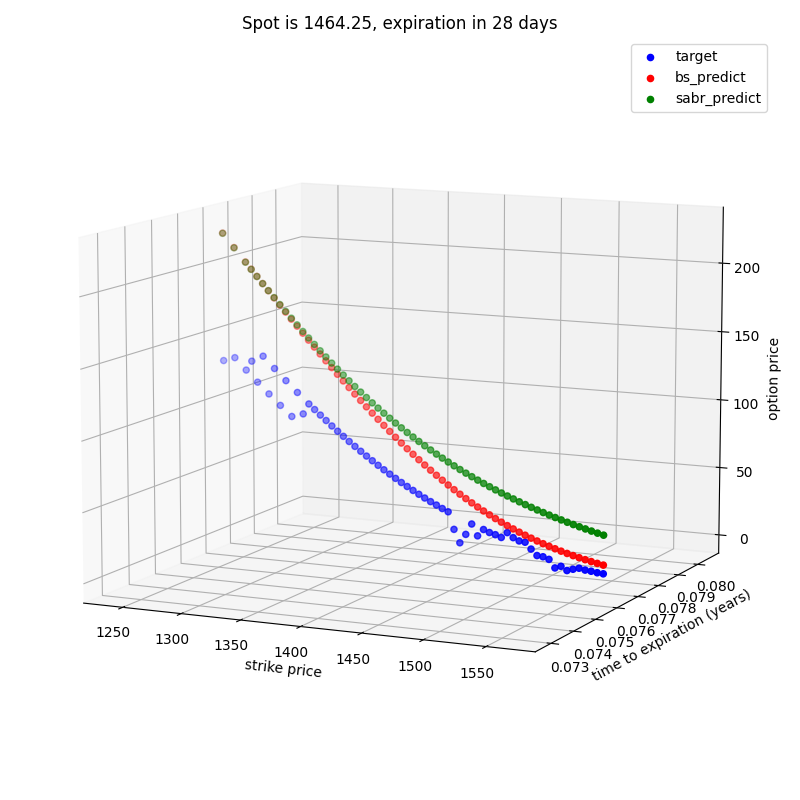 Spot is 1464.25, expiration in 28 days
target
bs_predict
sabr_predict
200
150
100
50
0
option price
0.080
0.079
0.078
0.077
0.076
0.075
0.074
0.073
time to expiration (years)
1250
1300
1350
1400
1450
1500
1550
strike price